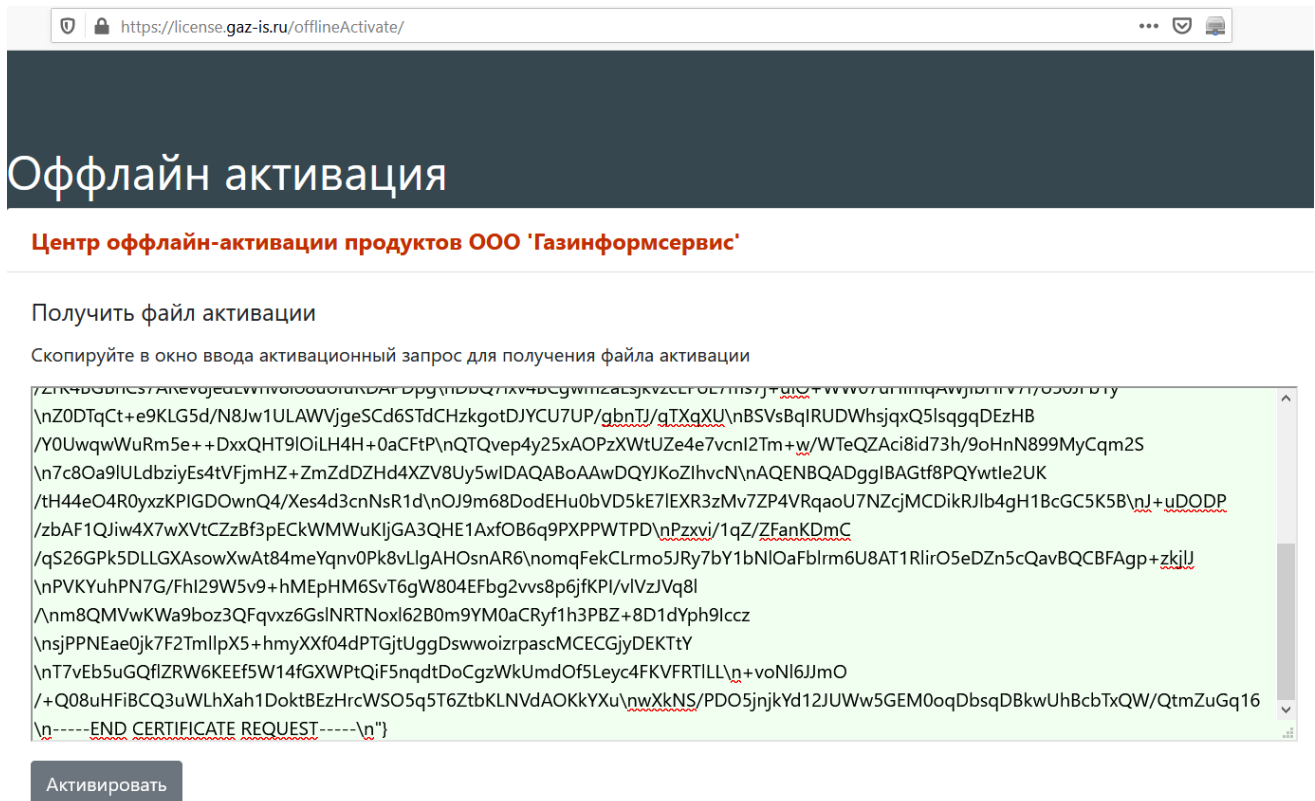 https://license.gaz-is.ru/offlineActivate/
Оффлайн активация
Центр оффлайн-активации продуктов ООО 'Газинформсервис'
Получить файл активации
Скопируйте в окно ввода активационный запрос для получения файла активации
\nZ0DTqCt+e9KLG5d/N8Jw1ULAWVjgeSCd6STdCHzkgotDJYCU7UP/gbnTJ/qTXqXU\nBSVsBqIRUDWhsjqxQ5lsqgqDEzHB
/Y0UwqwWuRm5e++DxxQHT9lOiLH4H+0aCFtP\nQTQvep4y25xAOPzXWtUZe4e7vcnI2Tm+w/WTeQZAci8id73h/9oHnN899MyCqm2S
\n7c8Oa9lULdbziyEs4tVFjmHZ+ZmZdDZHd4XZV8Uy5wIDAQABoAAwDQYJKoZIhvcN\nAQENBQADggIBAGtf8PQYwtIe2UK
/tH44eO4R0yxzKPIGDOwnQ4/Xes4d3cnNsR1d\nOJ9m68DodEHu0bVD5kE7lEXR3zMv7ZP4VRqaoU7NZcjMCDikRJlb4gH1BcGC5K5B\nJ+uDODP
/zbAF1QJiw4X7wXVtCZzBf3pECkWMWuKIjGA3QHE1AxfOB6q9PXPPWTPD\nPzxvi/1qZ/ZFanKDmC
/qS26GPk5DLLGXAsowXwAt84meYqnv0Pk8vLlgAHOsnAR6\nomqFekCLrmo5JRy7bY1bNlOaFblrm6U8AT1RlirO5eDZn5cQavBQCBFAgp+zkjlJ
\nPVKYuhPN7G/FhI29W5v9+hMEpHM6SvT6gW804EFbg2vvs8p6jfKPI/vlVzJVq8l
/\nm8QMVwKWa9boz3QFqvxz6GslNRTNoxl62B0m9YM0aCRyf1h3PBZ+8D1dYph9Iccz
\nsjPPNEae0jk7F2TmllpX5+hmyXXf04dPTGjtUggDswwoizrpascMCECGjyDEKTtY
\nT7vEb5uGQflZRW6KEEf5W14fGXWPtQiF5nqdtDoCgzWkUmdOf5Leyc4FKVFRTlLL\n+voNl6JJmO
/+Q08uHFiBCQ3uWLhXah1DoktBEzHrcWSO5q5T6ZtbKLNVdAOKkYXu\nwXkNS/PDO5jnjkYd12JUWw5GEM0oqDbsqDBkwUhBcbTxQW/QtmZuGq16
\n-----END CERTIFICATE REQUEST-----\n"}
Активировать